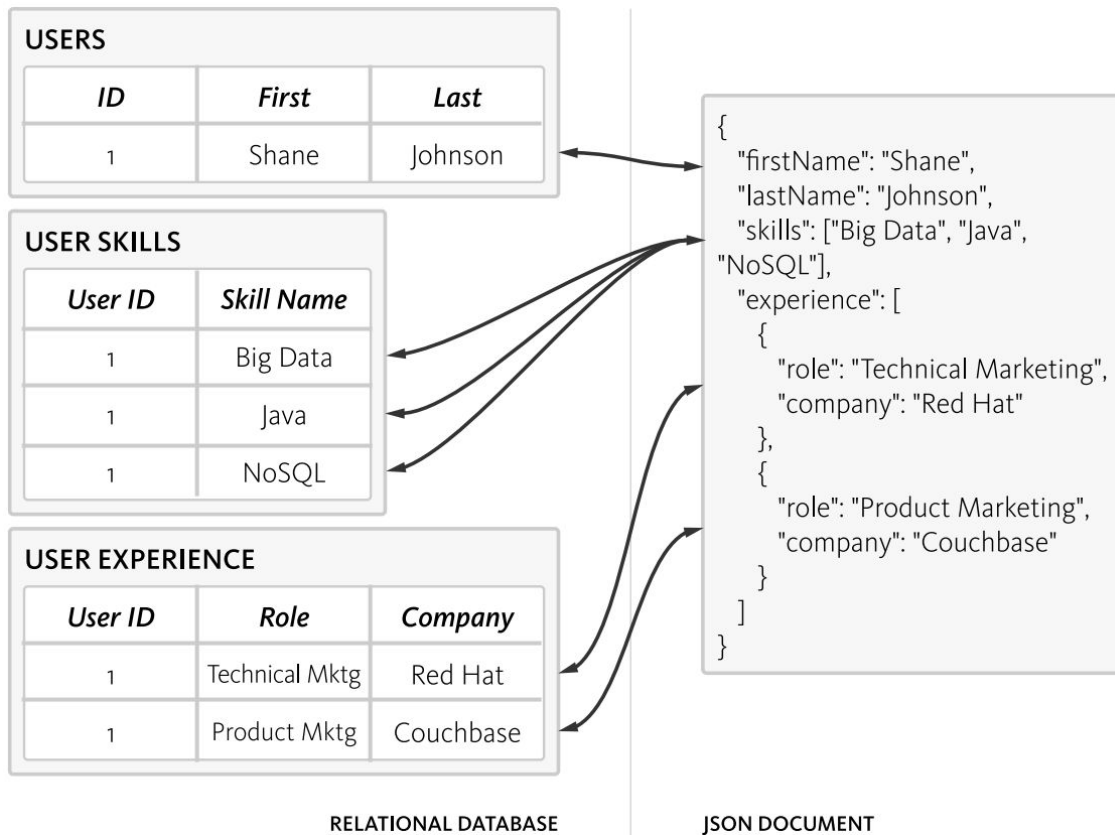 USERS
ID First Last
1 Shane Johnson
USER SKILLS
User ID Skill Name
1 Big Data
1 Java
1 NoSQL
USER EXPERIENCE
User ID Role Company
1 Technical Mktg Red Hat
1 Product Mktg Couchbase
RELATIONAL DATABASE
{
"firstName": "Shane",
"lastName": "Johnson",
"skills": ["Big Data", "Java",
"NoSQL"],
"experience": [
{
"role": "Technical Marketing",
"company": "Red Hat"
},
{
"role": "Product Marketing",
"company": "Couchbase"
}
]
}
JSON DOCUMENT